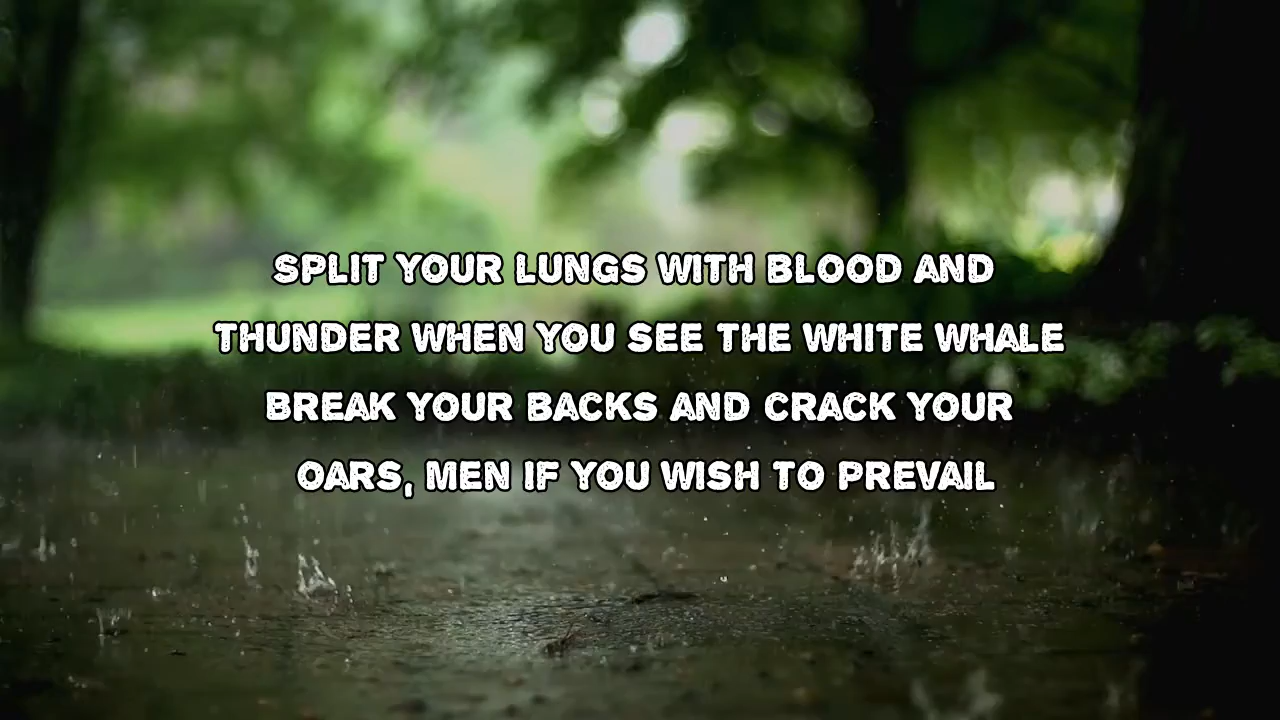 SPLIT YOUR LUNGS WITH BLOOD AND
THUNDER WHEN YOU SEE THE WHITE WHALE
BREAK YOUR BACKS AND CRACK YOUR
OARS, MEN IF YOU WISH TO PREVAIL